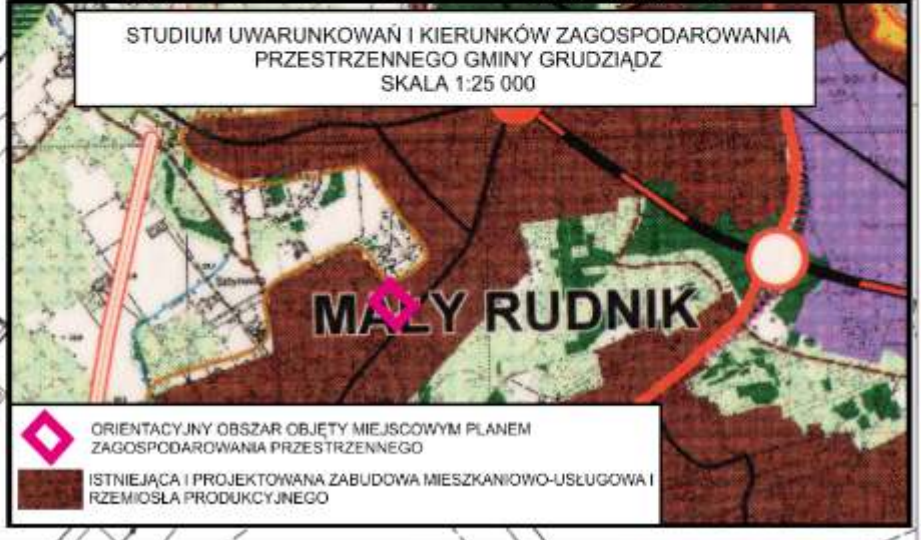 STUDIUM UWARUNKOWAŃ I KIERUNKÓW ZAGOSPODAROWANIA
PRZESTRZENNEGO GMINY GRUDZIĄDZ
SKALA 1:25 000
MAŁY RUDNIK
ORIENTACYJNY OBSZAR OBJĘTY MIEJSCOWYM PLANEM
ZAGOSPODAROWANIA PRZESTRZENNEGO
ISTNIEJĄCA I PROJEKTOWANA ZABUDOWA MIESZKANIOWO-USŁUGOWA I
RZEMIOSŁA PRODUKCYJNEGO